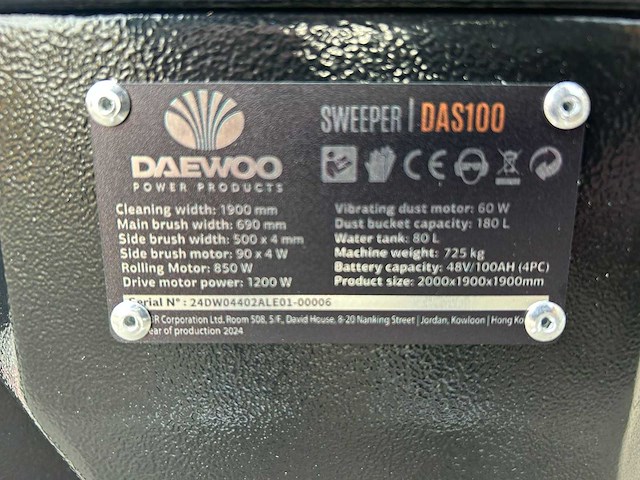 SWEEPER | DAS100
DAEWOO
POWER PRODUCTS
CE
Cleaning width: 1900 mm
Main brush width: 690 mm
Side brush width: 500 x 4 mm
Side brush motor: 90 x 4 W
Rolling Motor: 850 W
Drive motor power: 1200 W
Vibrating dust motor: 60 W
Dust bucket capacity: 180 L
Water tank: 80 L
Machine weight: 725 kg
Battery capacity: 48V/100AH (4PC)
Product size: 2000x1900x1900mm
Serial N° : 24DW04402ALE01-00006
Corporation Ltd. Room 508, 5/F., David House, 8-20 Nanking Street | Jordan, Kowloon | Hong
year of production 2024